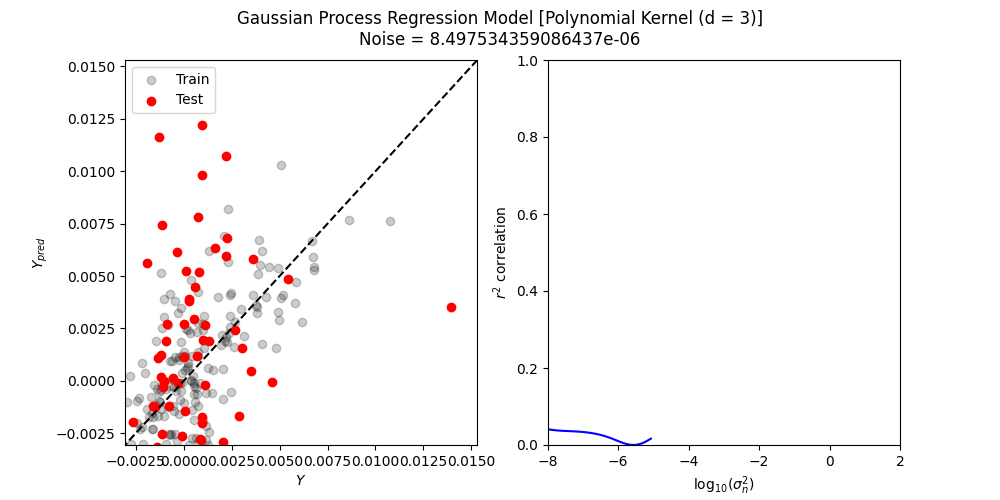 Gaussian Process Regression Model [Polynomial Kernel (d = 3)]
Noise = 8.497534359086437e-06
0.0150
0.0125
0.0100
0.0075
0.0050
0.0025
0.0000
−0.0025
Y_pred
Train
Test
−0.0025 0.0000 0.0025 0.0050 0.0075 0.0100 0.0125 0.0150
Y
1.0
0.8
0.6
0.4
0.2
0.0
r² correlation
−8 −6 −4 −2 0 2
log₁₀(σₙ²)